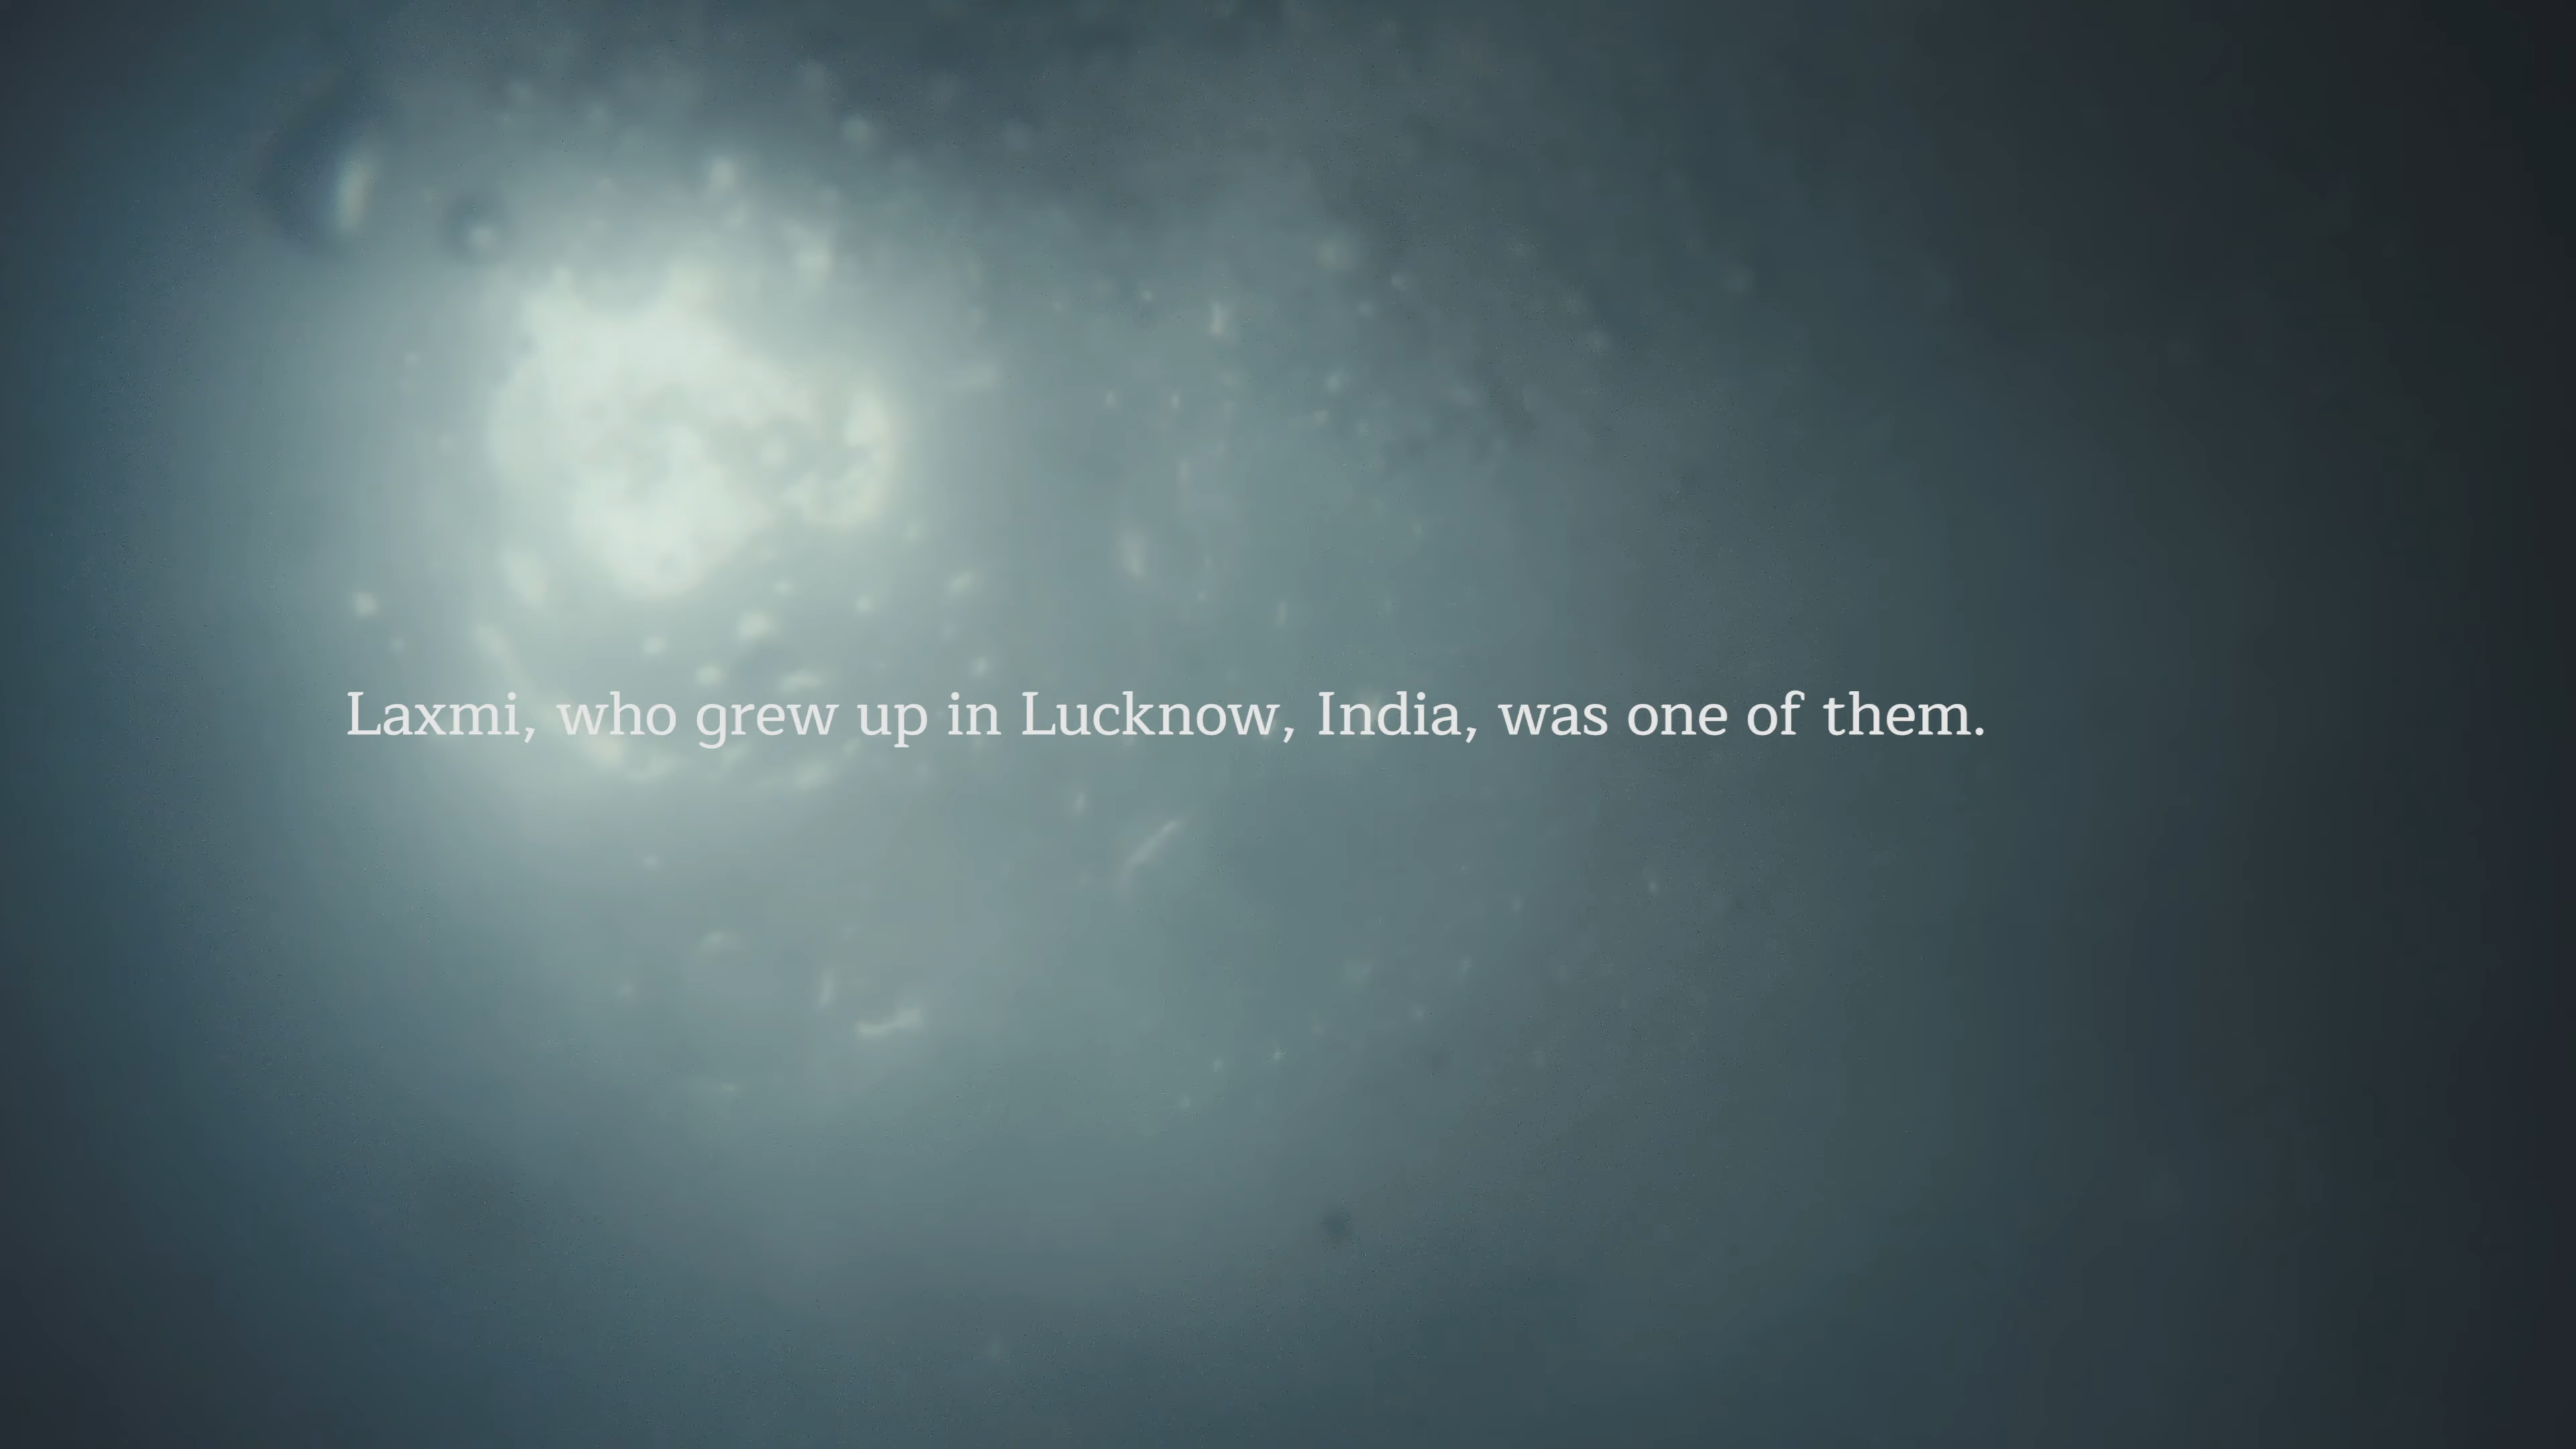 Laxmi, who grew up in Lucknow, India, was one of them.